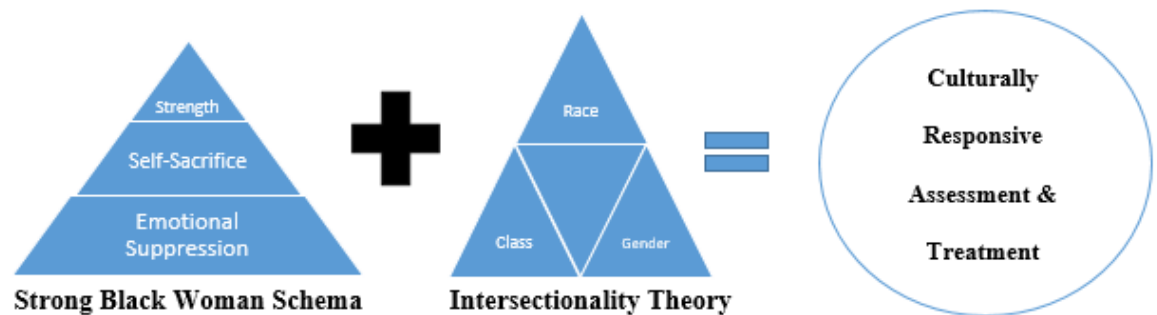 Strength
Self-Sacrifice
Emotional
Suppression
Strong Black Woman Schema
Race
Class
Gender
Intersectionality Theory
Culturally
Responsive
Assessment &
Treatment